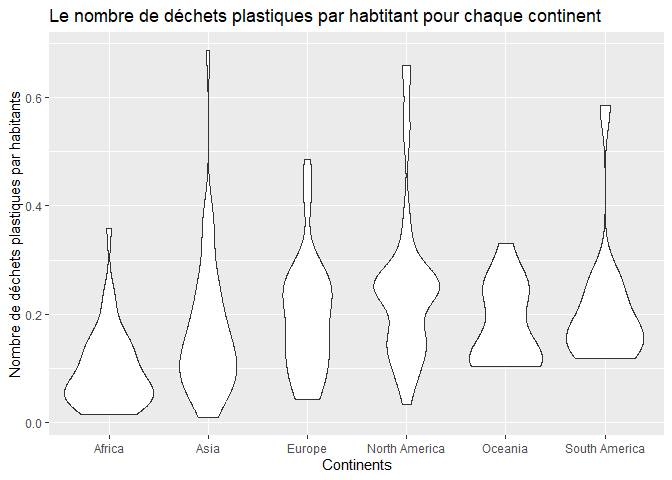 Le nombre de déchets plastiques par habtitant pour chaque continent
Nombre de déchets plastiques par habitants
0.6
0.4
0.2
0.0
Africa
Asia
Europe
North America
Oceania
South America
Continents